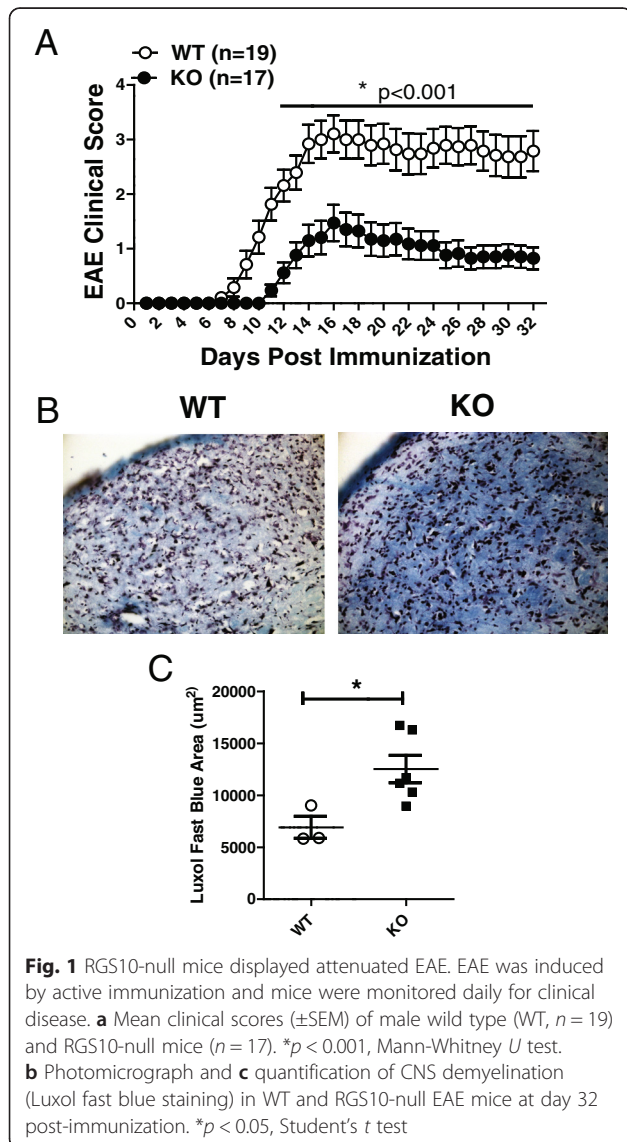 A
WT (n=19)
KO (n=17)
* p<0.001
EAE Clinical Score
4
3
2
1
0
0 2 4 6 8 10 12 14 16 18 20 22 24 26 28 30 32
Days Post Immunization
B
WT KO
C
*
Luxol Fast Blue Area (um²)
20000
15000
10000
5000
0
WT KO
Fig. 1 RGS10-null mice displayed attenuated EAE. EAE was induced
by active immunization and mice were monitored daily for clinical
disease. a Mean clinical scores (±SEM) of male wild type (WT, n = 19)
and RGS10-null mice (n = 17). *p < 0.001, Mann-Whitney U test.
b Photomicrograph and c quantification of CNS demyelination
(Luxol fast blue staining) in WT and RGS10-null EAE mice at day 32
post-immunization. *p < 0.05, Student's t test